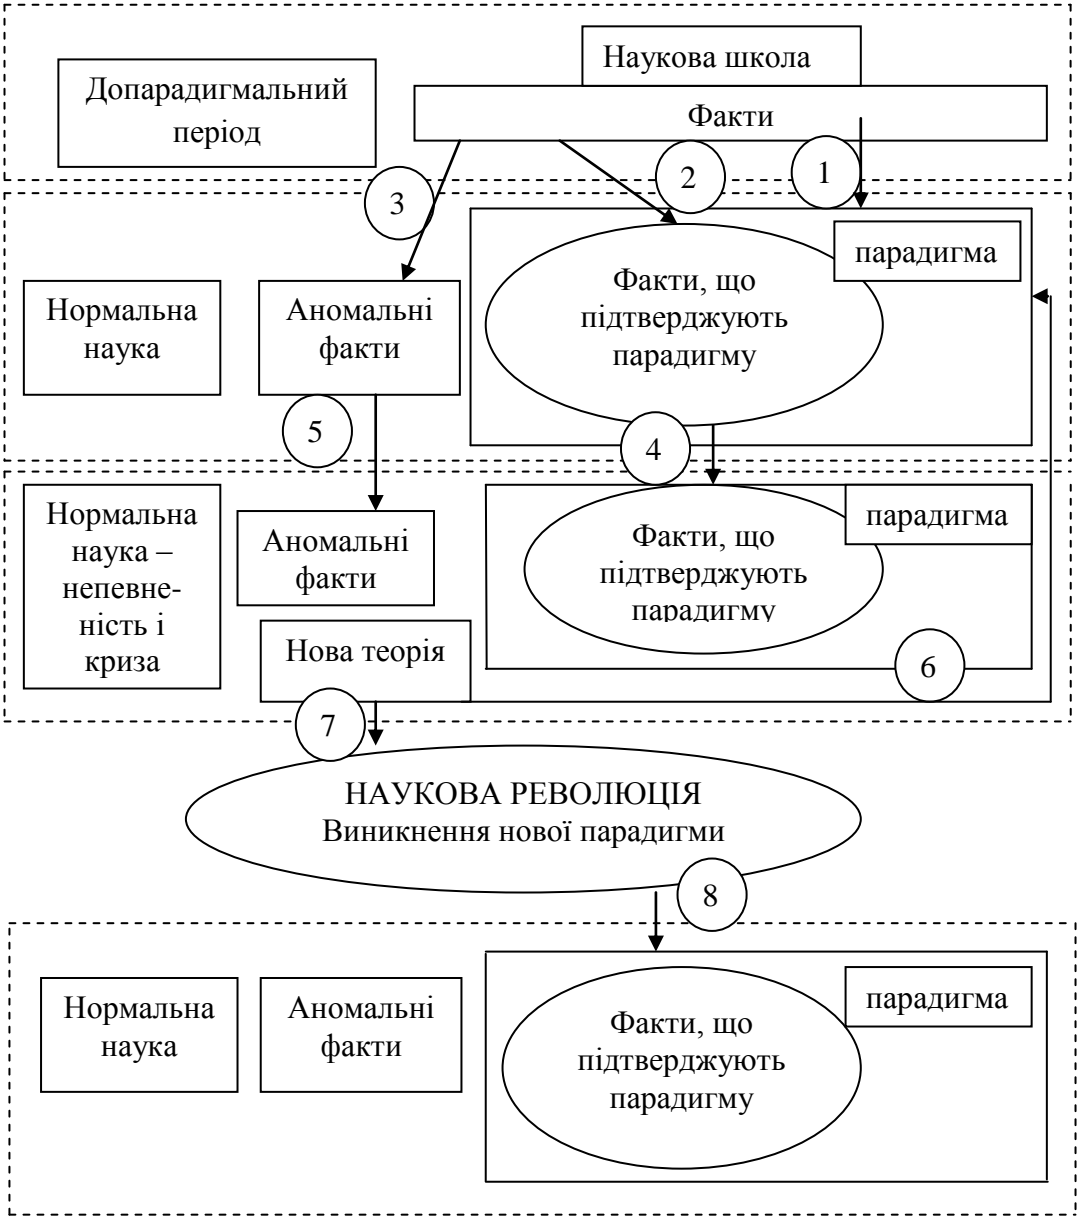 Наукова школа
Допарадигмальний
період
Факти
1
2
3
парадигма
Нормальна
наука
Аномальні
факти
Факти, що
підтверджують
парадигму
5
4
Нормальна
наука –
непевне-
ність і
криза
Аномальні
факти
парадигма
Факти, що
підтверджують
парадигму
Нова теорія
6
7
НАУКОВА РЕВОЛЮЦІЯ
Виникнення нової парадигми
8
Нормальна
наука
Аномальні
факти
Факти, що
підтверджують
парадигму
парадигма